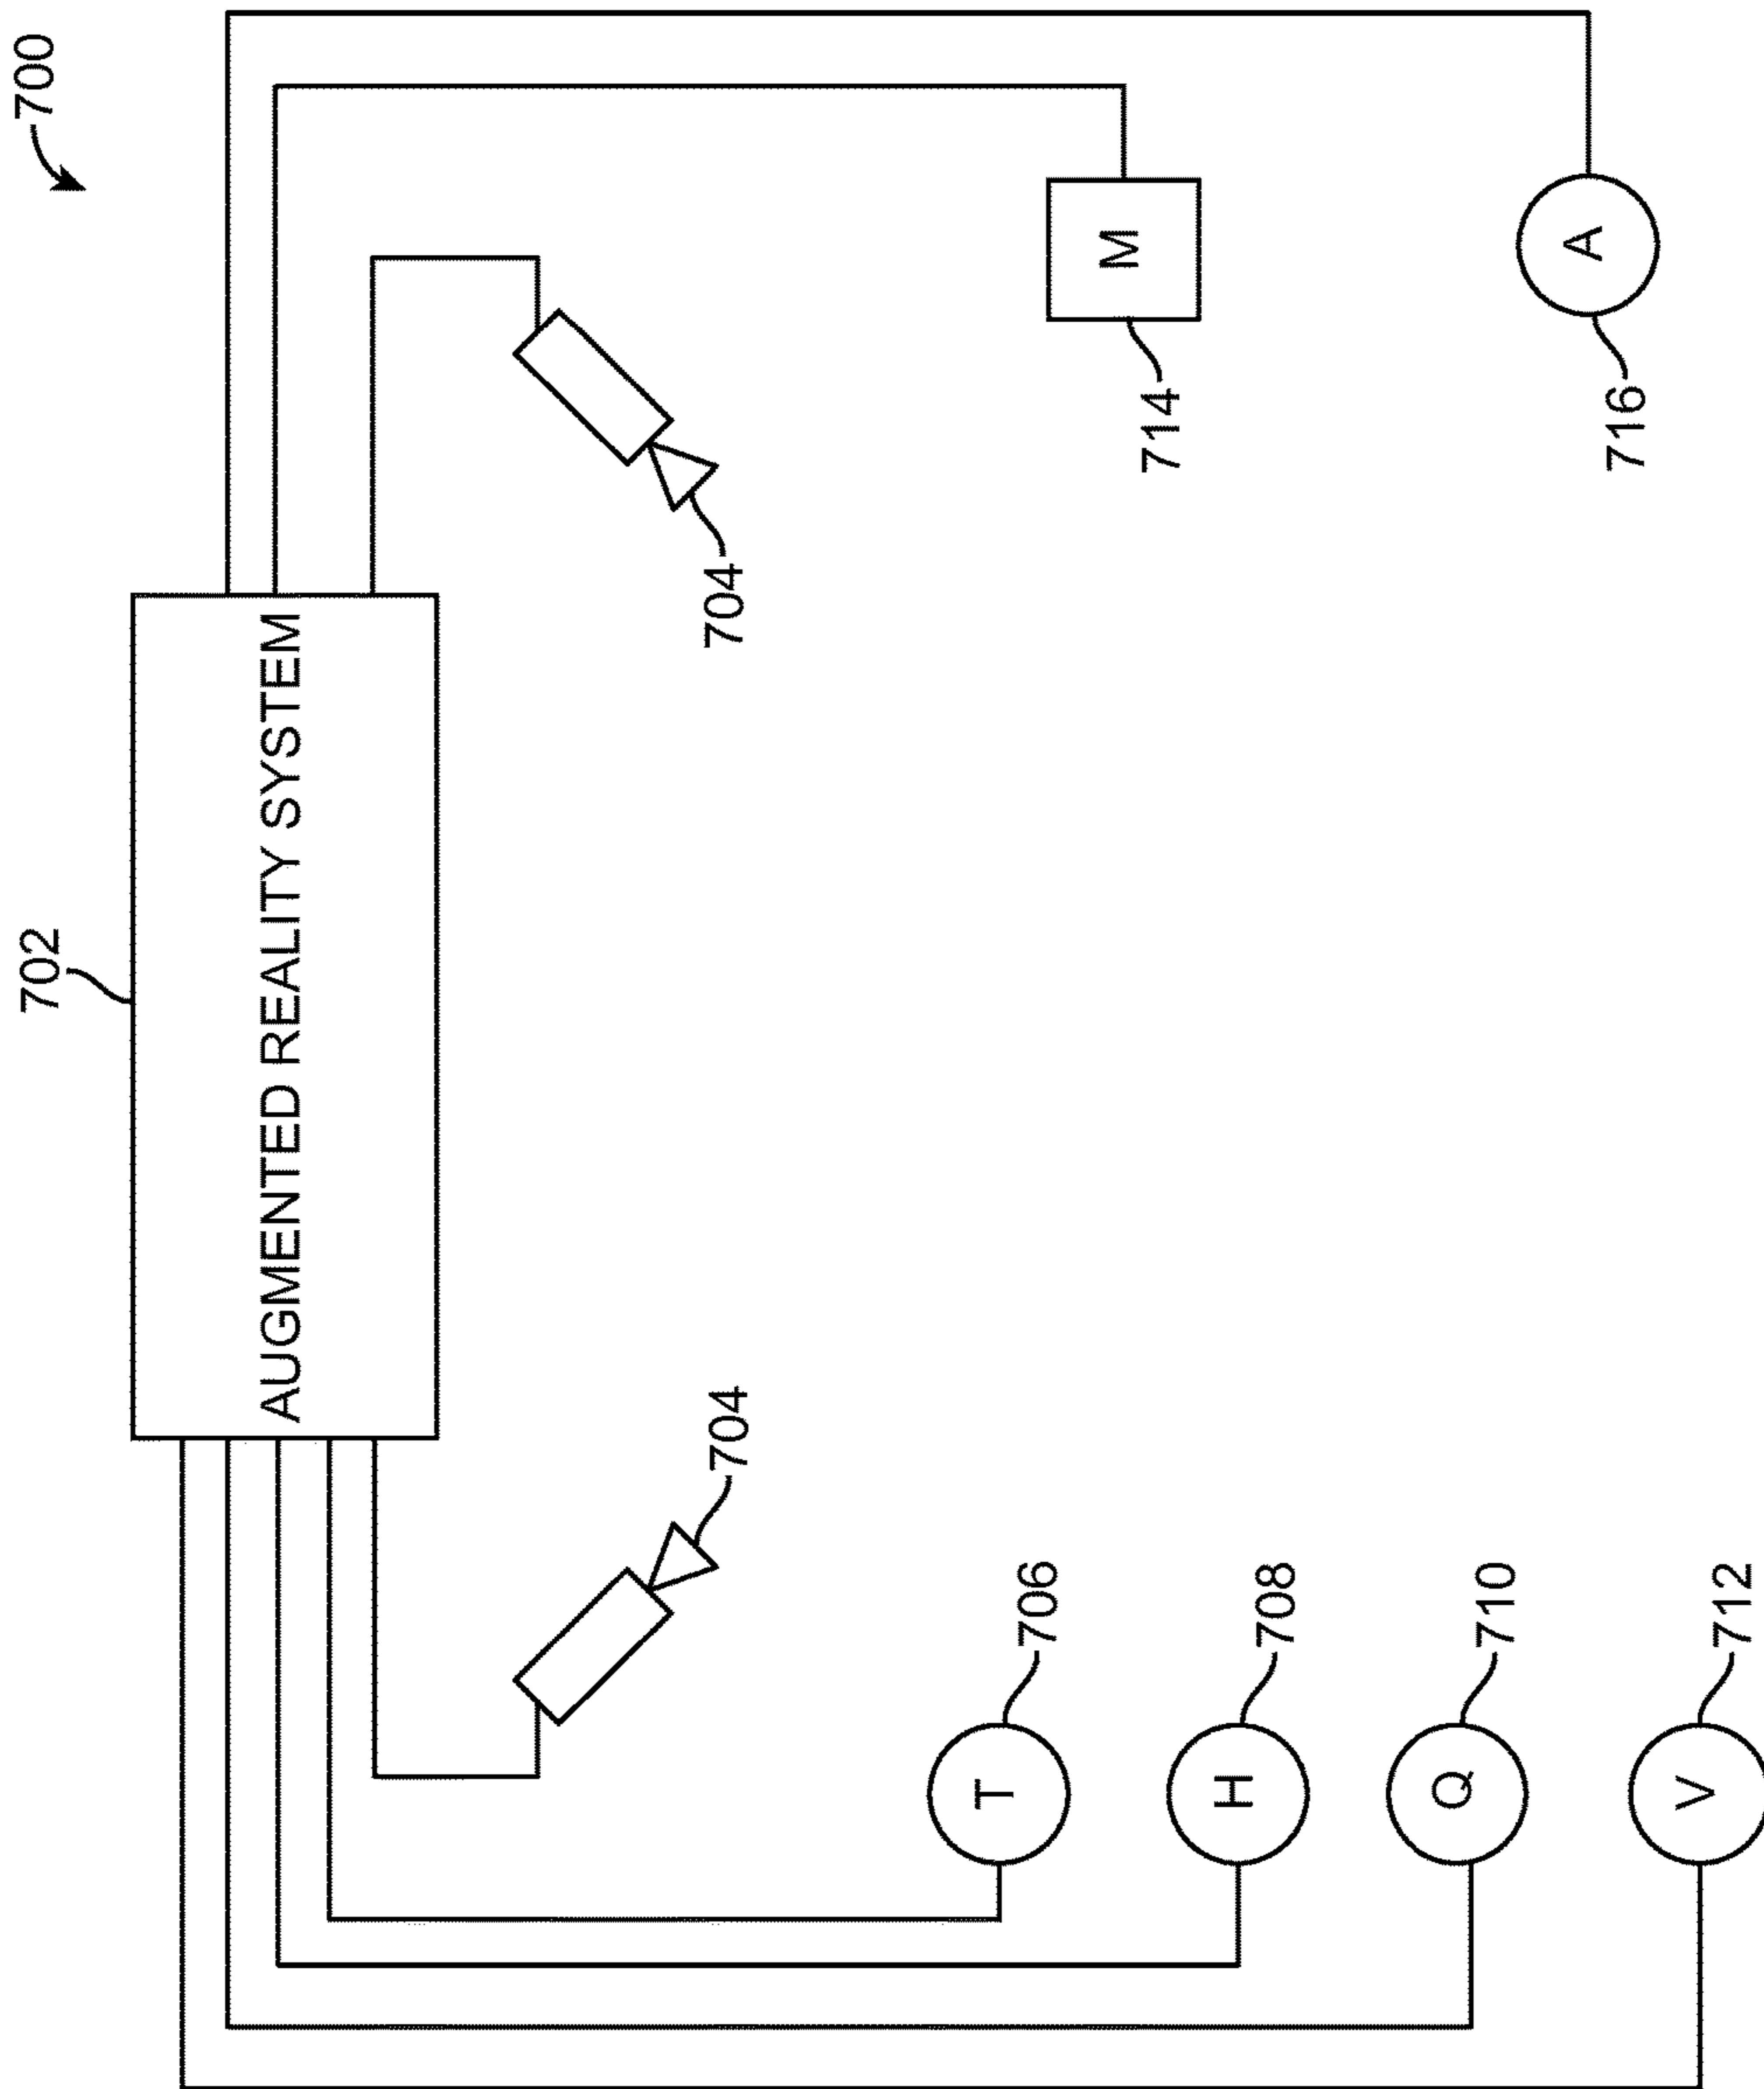 700
702
AUGMENTED REALITY SYSTEM
704
704
T
706
M
714
H
708
Q
710
A
716
V
712